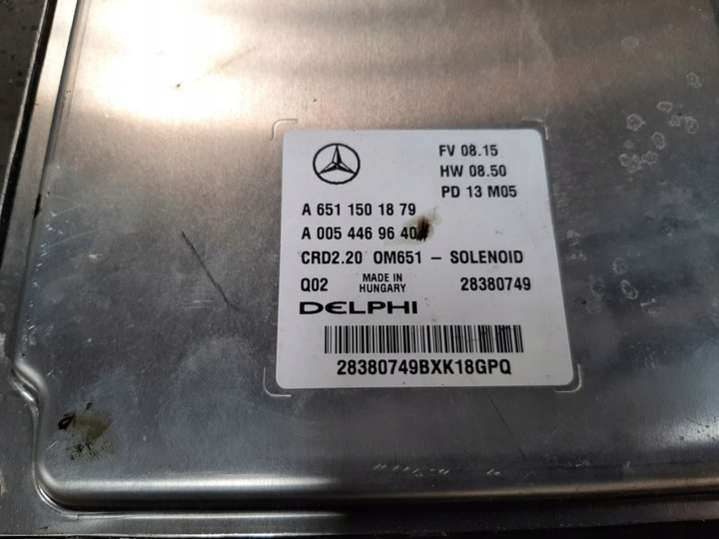 FV 08.15
HW 08.50
PD 13 M05
A 651 150 18 79
A 005 446 96 40
CRD2.20 OM651 – SOLENOID
Q02 MADE IN HUNGARY 28380749
DELPHI
28380749BXK18GPQ